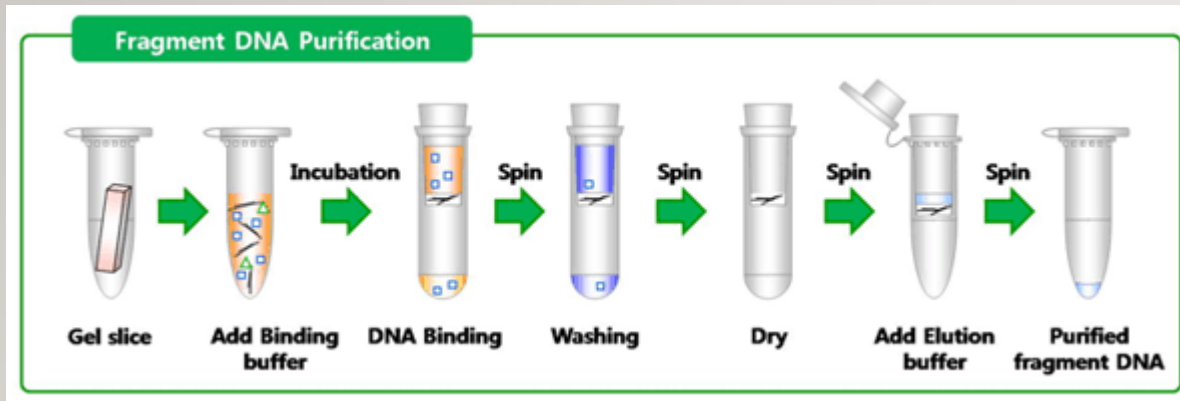 Fragment DNA Purification
Incubation
Spin
Spin
Spin
Spin
Gel slice
Add Binding
buffer
DNA Binding
Washing
Dry
Add Elution
buffer
Purified
fragment DNA